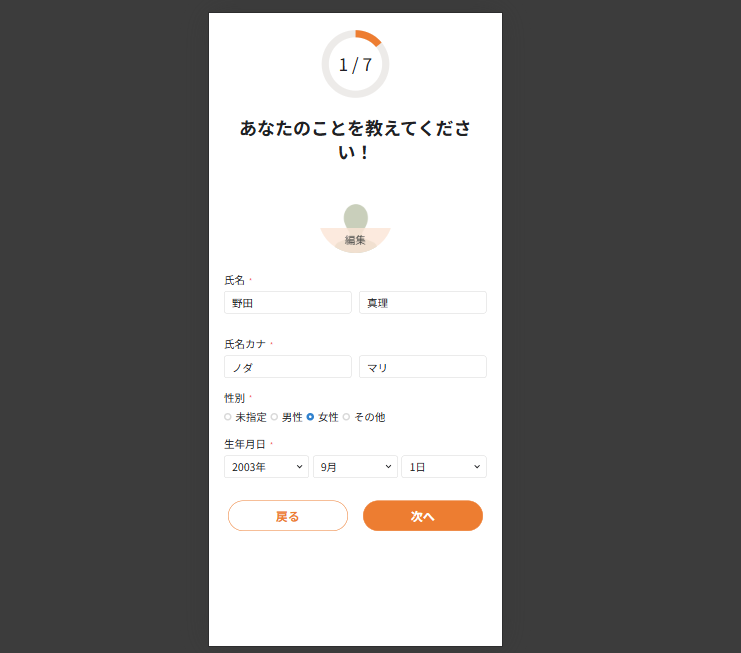 1 / 7
あなたのことを教えてくださ
い！
編集
氏名 *
野田 真理
氏名カナ *
ノダ マリ
性別 *
未指定 男性 女性 その他
生年月日 *
2003年 9月 1日
戻る 次へ